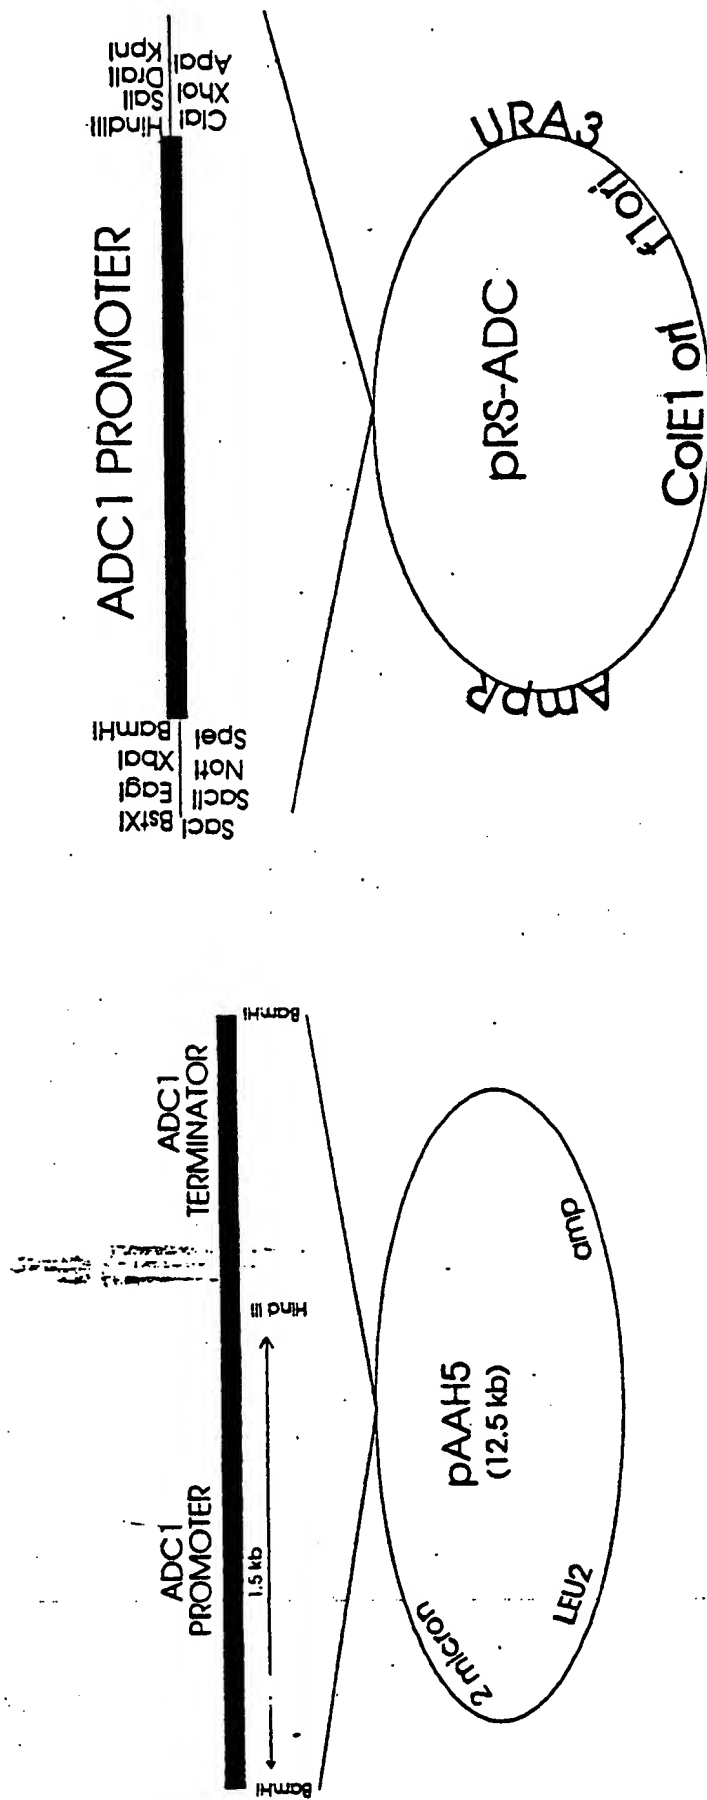 ADC1
PROMOTER
ADC1
TERMINATOR
1.5 kb
BamHI
Hind III
BamHI
pAAH5
(12.5 kb)
2 micron
LEU2
amp
ADC1 PROMOTER
BstXI EagI XbaI BamHI
SacI SacII NotI SpeI
HindIII SalI DraII KpnI
ClaI XhoI ApaI
pRS-ADC
AmpR
URA3
f1ori
ColE1 ori